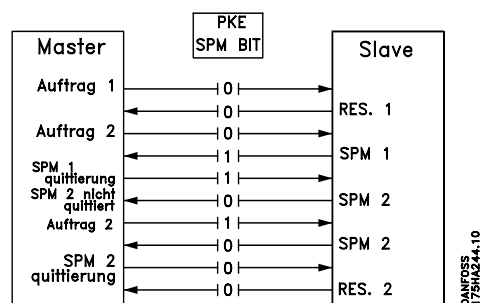 PKE
SPM BIT
Master
Slave
Auftrag 1
0
0
RES. 1
Auftrag 2
0
1
SPM 1
SPM 1
quittierung
1
SPM 2 nicht
quittiert
0
SPM 2
Auftrag 2
1
0
SPM 2
SPM 2
quittierung
0
0
RES. 2
DANFOSS
175HA244.10